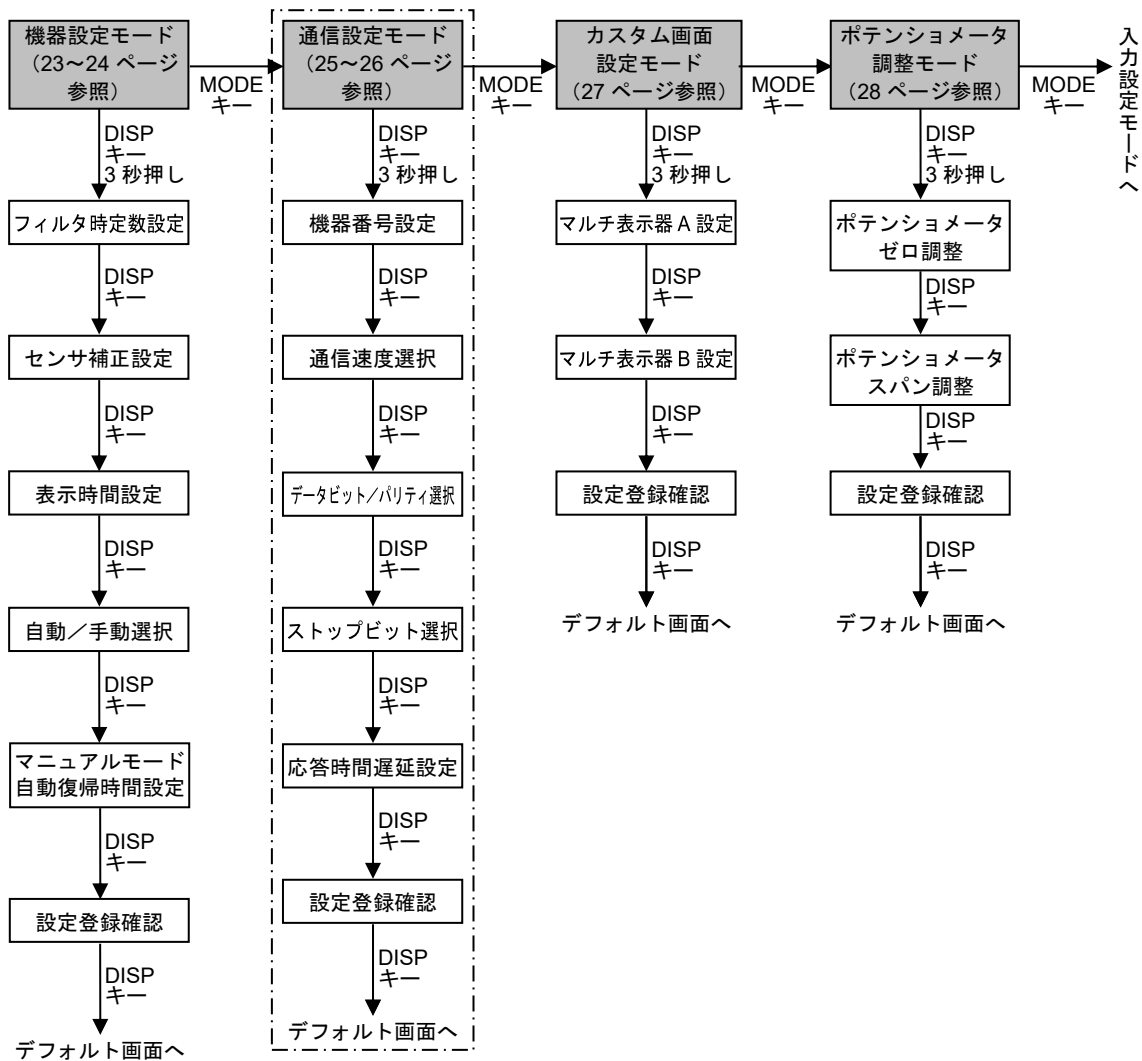 機器設定モード
（23～24 ページ
参照）
MODE
キー
通信設定モード
（25～26 ページ
参照）
MODE
キー
カスタム画面
設定モード
（27 ページ参照）
MODE
キー
ポテンショメータ
調整モード
（28 ページ参照）
MODE
キー
入力設定モードへ
DISP
キー
3 秒押し
フィルタ時定数設定
DISP
キー
センサ補正設定
DISP
キー
表示時間設定
DISP
キー
自動／手動選択
DISP
キー
マニュアルモード
自動復帰時間設定
DISP
キー
設定登録確認
DISP
キー
デフォルト画面へ
DISP
キー
3 秒押し
機器番号設定
DISP
キー
通信速度選択
DISP
キー
データビット／パリティ選択
DISP
キー
ストップビット選択
DISP
キー
応答時間遅延設定
DISP
キー
設定登録確認
DISP
キー
デフォルト画面へ
DISP
キー
3 秒押し
マルチ表示器 A 設定
DISP
キー
マルチ表示器 B 設定
DISP
キー
設定登録確認
DISP
キー
デフォルト画面へ
DISP
キー
3 秒押し
ポテンショメータ
ゼロ調整
DISP
キー
ポテンショメータ
スパン調整
DISP
キー
設定登録確認
DISP
キー
デフォルト画面へ